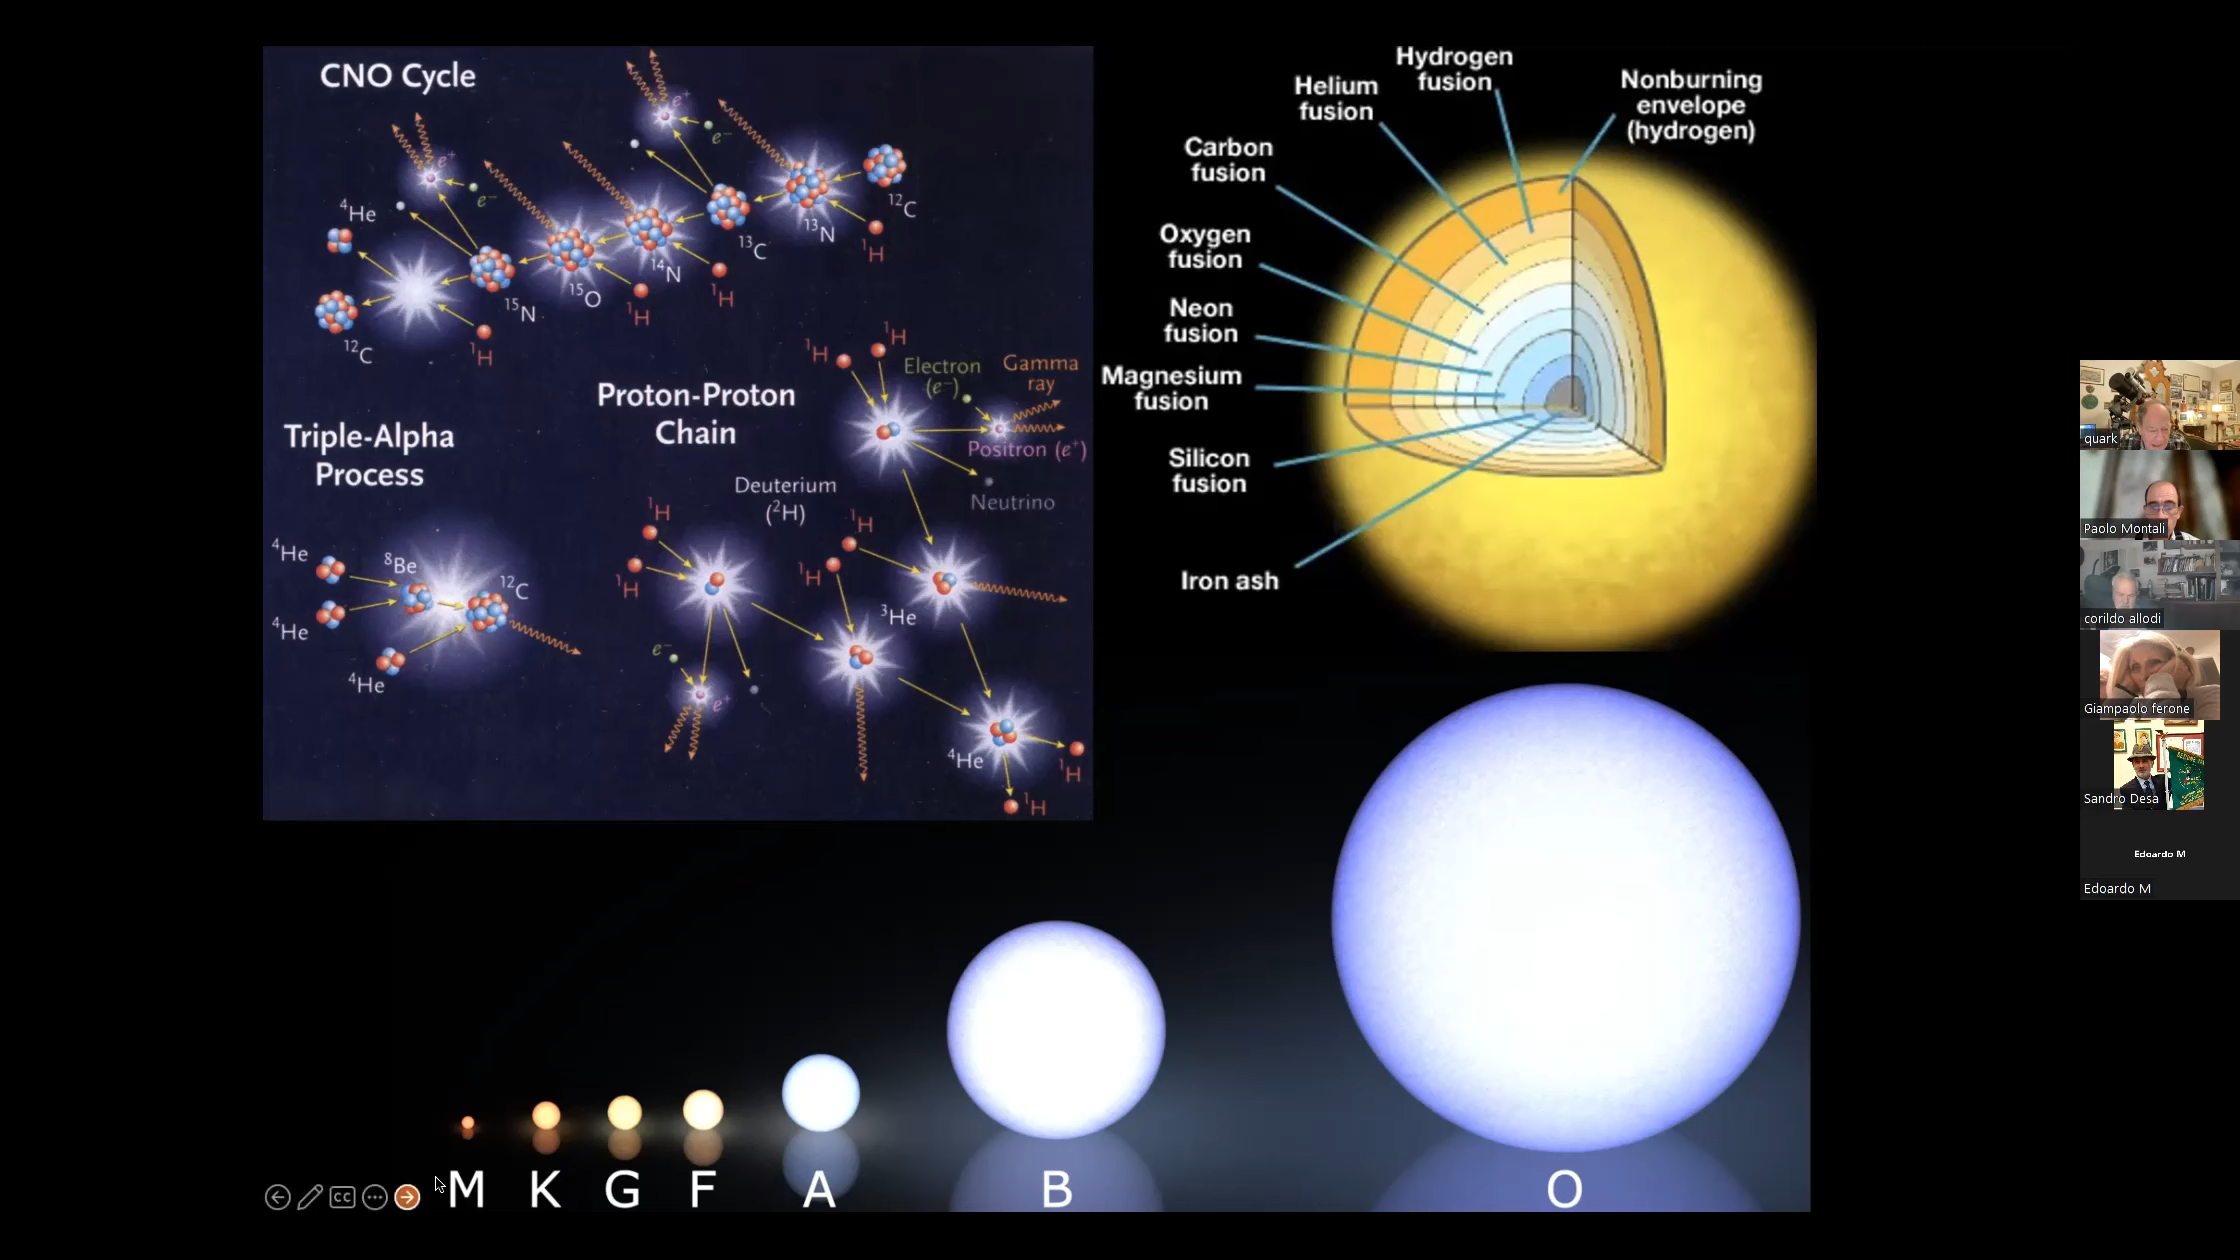 CNO Cycle
e⁺
e⁻
e⁺
e⁻
⁴He
¹²C
¹³N
¹H
¹³C
¹⁴N
¹H
¹⁵O
¹H
¹⁵N
¹H
¹²C
Triple-Alpha
Process
⁴He
⁸Be
¹²C
⁴He
⁴He
Proton-Proton
Chain
¹H
¹H
Electron
(e⁻)
Gamma
ray
Positron (e⁺)
Neutrino
Deuterium
(²H)
¹H
¹H
¹H
¹H
³He
e⁻
e⁺
⁴He
¹H
¹H
Hydrogen
fusion
Helium
fusion
Nonburning
envelope
(hydrogen)
Carbon
fusion
Oxygen
fusion
Neon
fusion
Magnesium
fusion
Silicon
fusion
Iron ash
M K G F A B O
CC
quark
Paolo Montali
corildo allodi
Giampaolo ferone
Sandro Desa
Edoardo M
Edoardo M